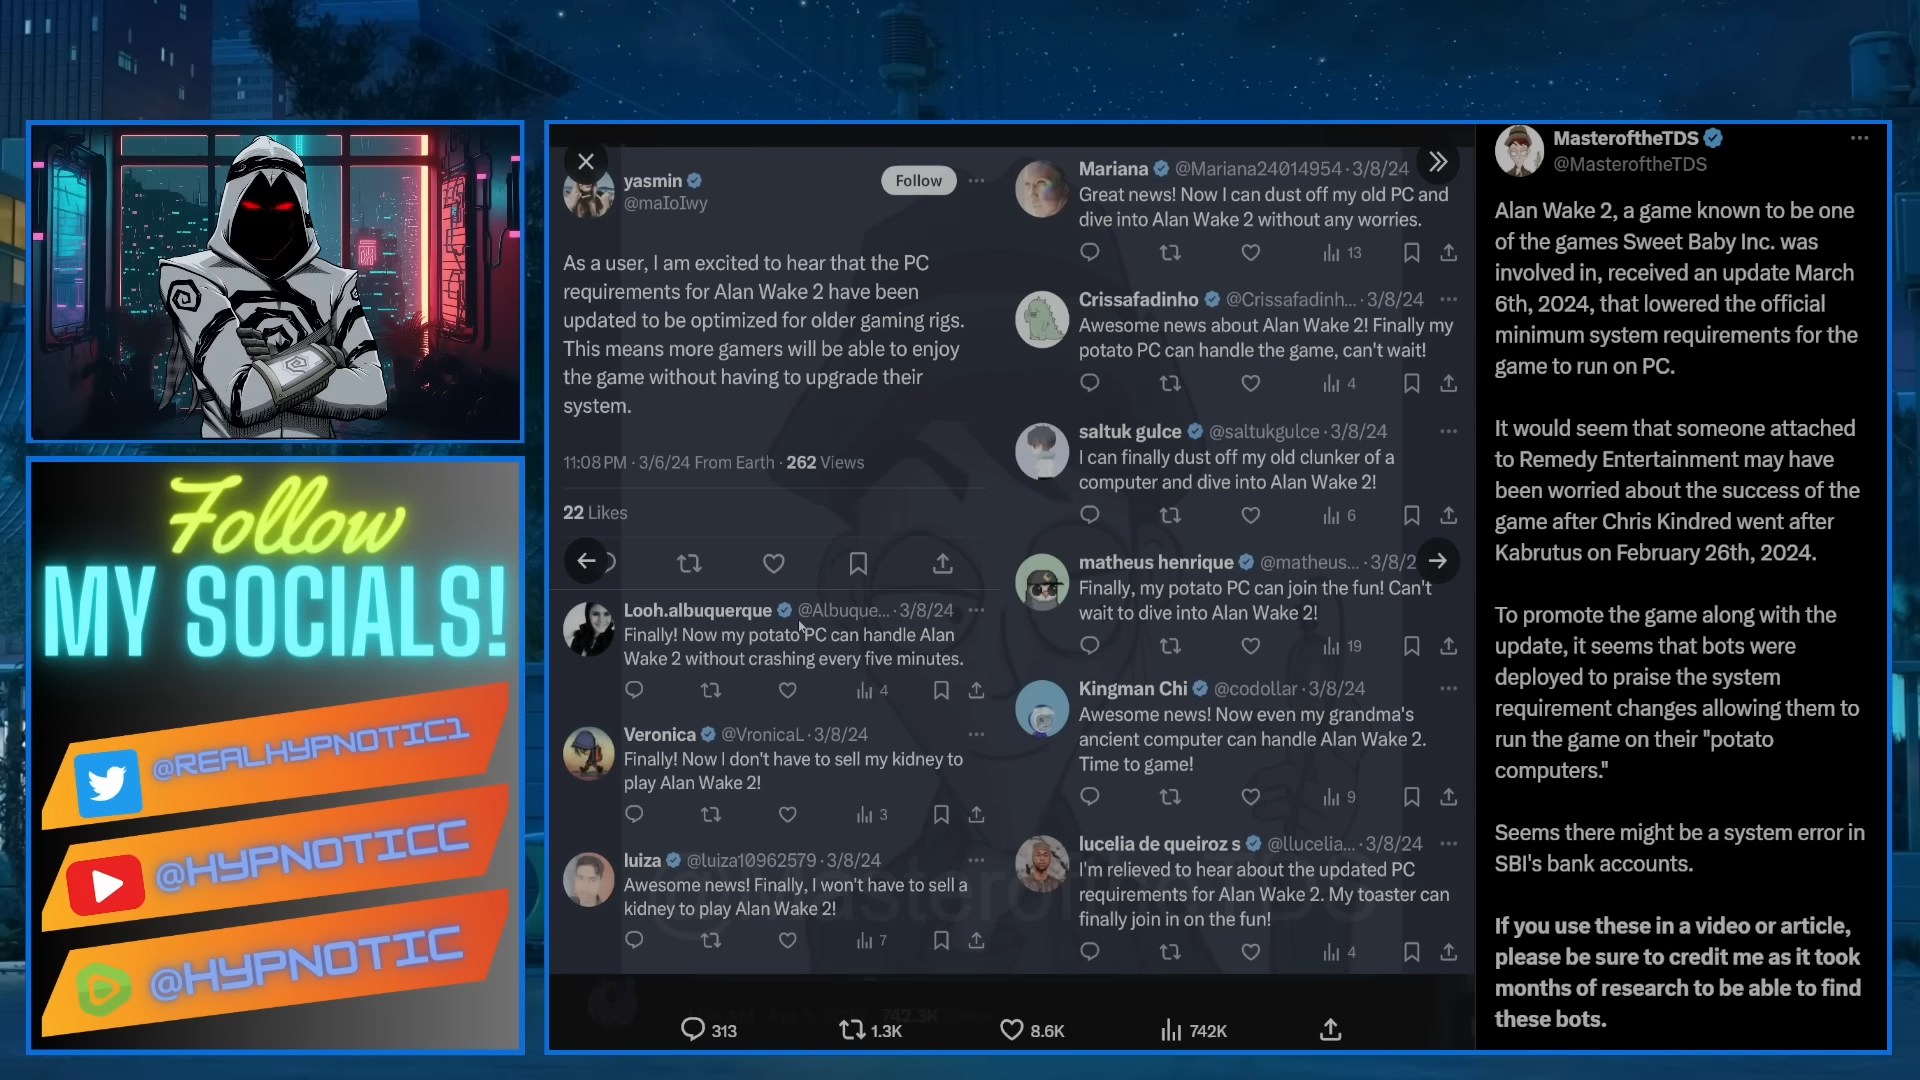 Follow
MY SOCIALS!
@REALHYPNOTIC1
@HYPNOTICC
@HYPNOTIC
yasmin
@maIoIwy
Follow
As a user, I am excited to hear that the PC
requirements for Alan Wake 2 have been
updated to be optimized for older gaming rigs.
This means more gamers will be able to enjoy
the game without having to upgrade their
system.
11:08 PM · 3/6/24 From Earth · 262 Views
22 Likes
Looh.albuquerque @Albuque... · 3/8/24
Finally! Now my potato PC can handle Alan
Wake 2 without crashing every five minutes.
4
Veronica @VronicaL · 3/8/24
Finally! Now I don't have to sell my kidney to
play Alan Wake 2!
3
luiza @luiza10962579 · 3/8/24
Awesome news! Finally, I won't have to sell a
kidney to play Alan Wake 2!
7
Mariana @Mariana24014954 · 3/8/24
Great news! Now I can dust off my old PC and
dive into Alan Wake 2 without any worries.
13
Crissafadinho @Crissafadinh... · 3/8/24
Awesome news about Alan Wake 2! Finally my
potato PC can handle the game, can't wait!
4
saltuk gulce @saltukgulce · 3/8/24
I can finally dust off my old clunker of a
computer and dive into Alan Wake 2!
6
matheus henrique @matheus... · 3/8/2
Finally, my potato PC can join the fun! Can't
wait to dive into Alan Wake 2!
19
Kingman Chi @codollar · 3/8/24
Awesome news! Now even my grandma's
ancient computer can handle Alan Wake 2.
Time to game!
9
lucelia de queiroz s @llucelia... · 3/8/24
I'm relieved to hear about the updated PC
requirements for Alan Wake 2. My toaster can
finally join in on the fun!
4
742.3K
313 1.3K 8.6K 742K
MasteroftheTDS
@MasteroftheTDS
Alan Wake 2, a game known to be one
of the games Sweet Baby Inc. was
involved in, received an update March
6th, 2024, that lowered the official
minimum system requirements for the
game to run on PC.
It would seem that someone attached
to Remedy Entertainment may have
been worried about the success of the
game after Chris Kindred went after
Kabrutus on February 26th, 2024.
To promote the game along with the
update, it seems that bots were
deployed to praise the system
requirement changes allowing them to
run the game on their "potato
computers."
Seems there might be a system error in
SBI's bank accounts.
If you use these in a video or article,
please be sure to credit me as it took
months of research to be able to find
these bots.